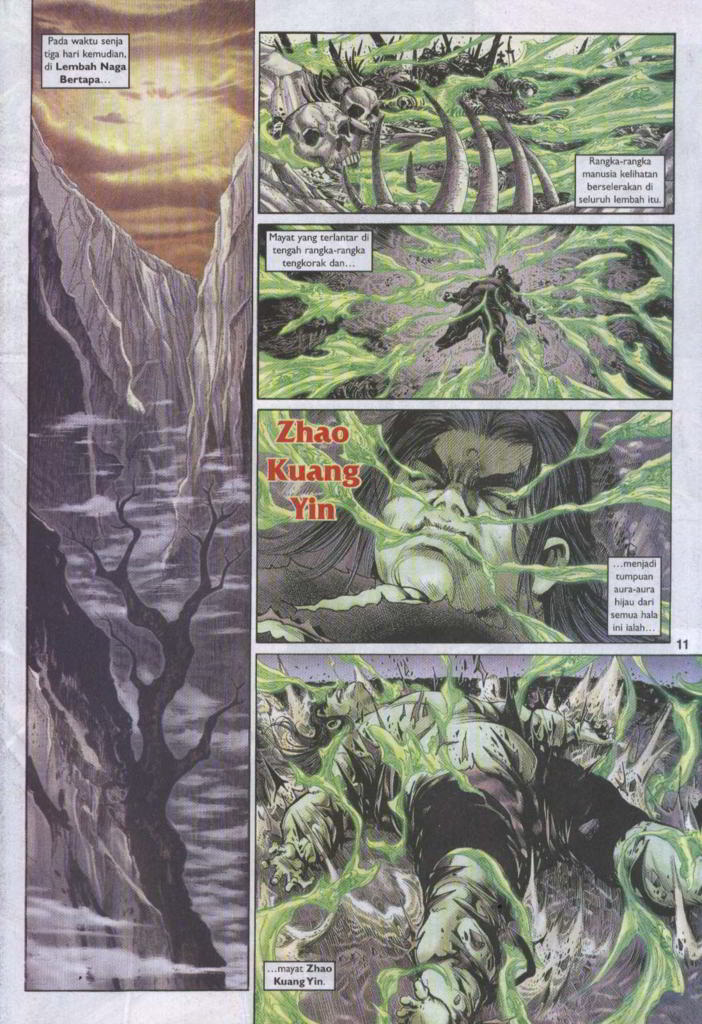 Pada waktu senja
tiga hari kemudian,
di Lembah Naga
Bertapa...
Rangka-rangka
manusia kelihatan
berselerakan di
seluruh lembah itu.
Mayat yang terlantar di
tengah rangka-rangka
tengkorak dan...
Zhao
Kuang
Yin
...menjadi
tumpuan
aura-aura
hijau dari
semua hala
ini ialah...
11
...mayat Zhao
Kuang Yin.